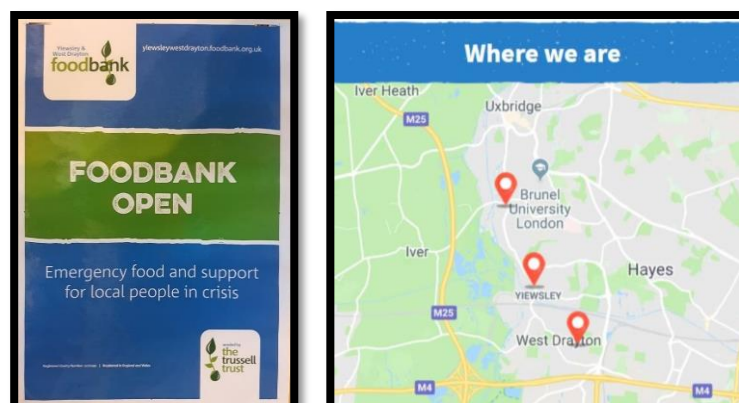 Yiewsley &
West Drayton
foodbank
yiewsleywestdrayton.foodbank.org.uk
FOODBANK
OPEN
Emergency food and support
for local people in crisis
the
trussell
trust
Where we are
Iver Heath
M25
Uxbridge
Brunel
University
London
Iver
Hayes
YIEWSLEY
M25
West Drayton
M4
M4